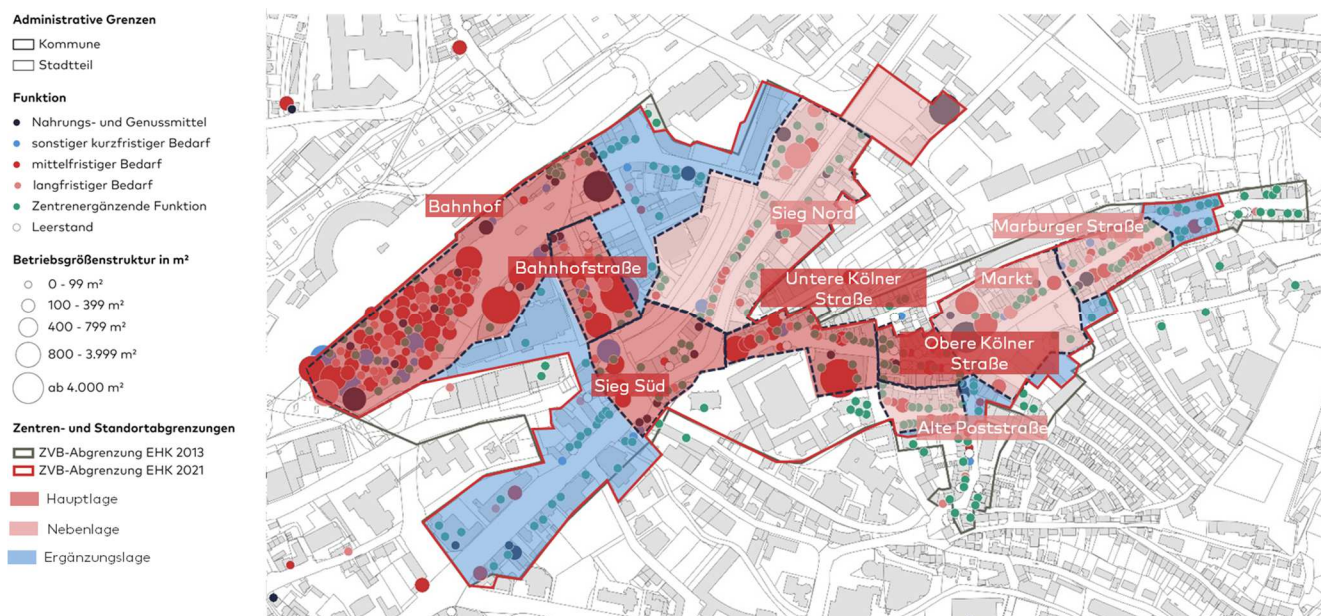 Administrative Grenzen
Kommune
Stadtteil
Funktion
Nahrungs- und Genussmittel
sonstiger kurzfristiger Bedarf
mittelfristiger Bedarf
langfristiger Bedarf
Zentrenergänzende Funktion
Leerstand
Betriebsgrößenstruktur in m²
0 - 99 m²
100 - 399 m²
400 - 799 m²
800 - 3.999 m²
ab 4.000 m²
Zentren- und Standortabgrenzungen
ZVB-Abgrenzung EHK 2013
ZVB-Abgrenzung EHK 2021
Hauptlage
Nebenlage
Ergänzungslage
Bahnhof
Sieg Nord
Marburger Straße
Bahnhofstraße
Untere Kölner
Straße
Markt
Obere Kölner
Straße
Sieg Süd
Alte Poststraße